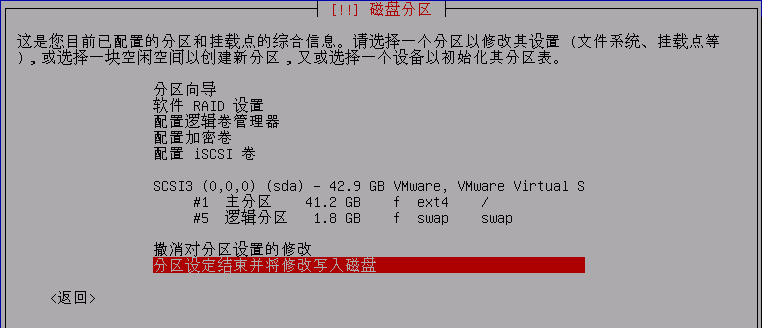 [!!] 磁盘分区
这是您目前已配置的分区和挂载点的综合信息。请选择一个分区以修改其设置 (文件系统、挂载点等
),或选择一块空闲空间以创建新分区,又或选择一个设备以初始化其分区表。
分区向导
软件 RAID 设置
配置逻辑卷管理器
配置加密卷
配置 iSCSI 卷
SCSI3 (0,0,0) (sda) - 42.9 GB VMware, VMware Virtual S
#1 主分区 41.2 GB f ext4 /
#5 逻辑分区 1.8 GB f swap swap
撤消对分区设置的修改
分区设定结束并将修改写入磁盘
<返回>